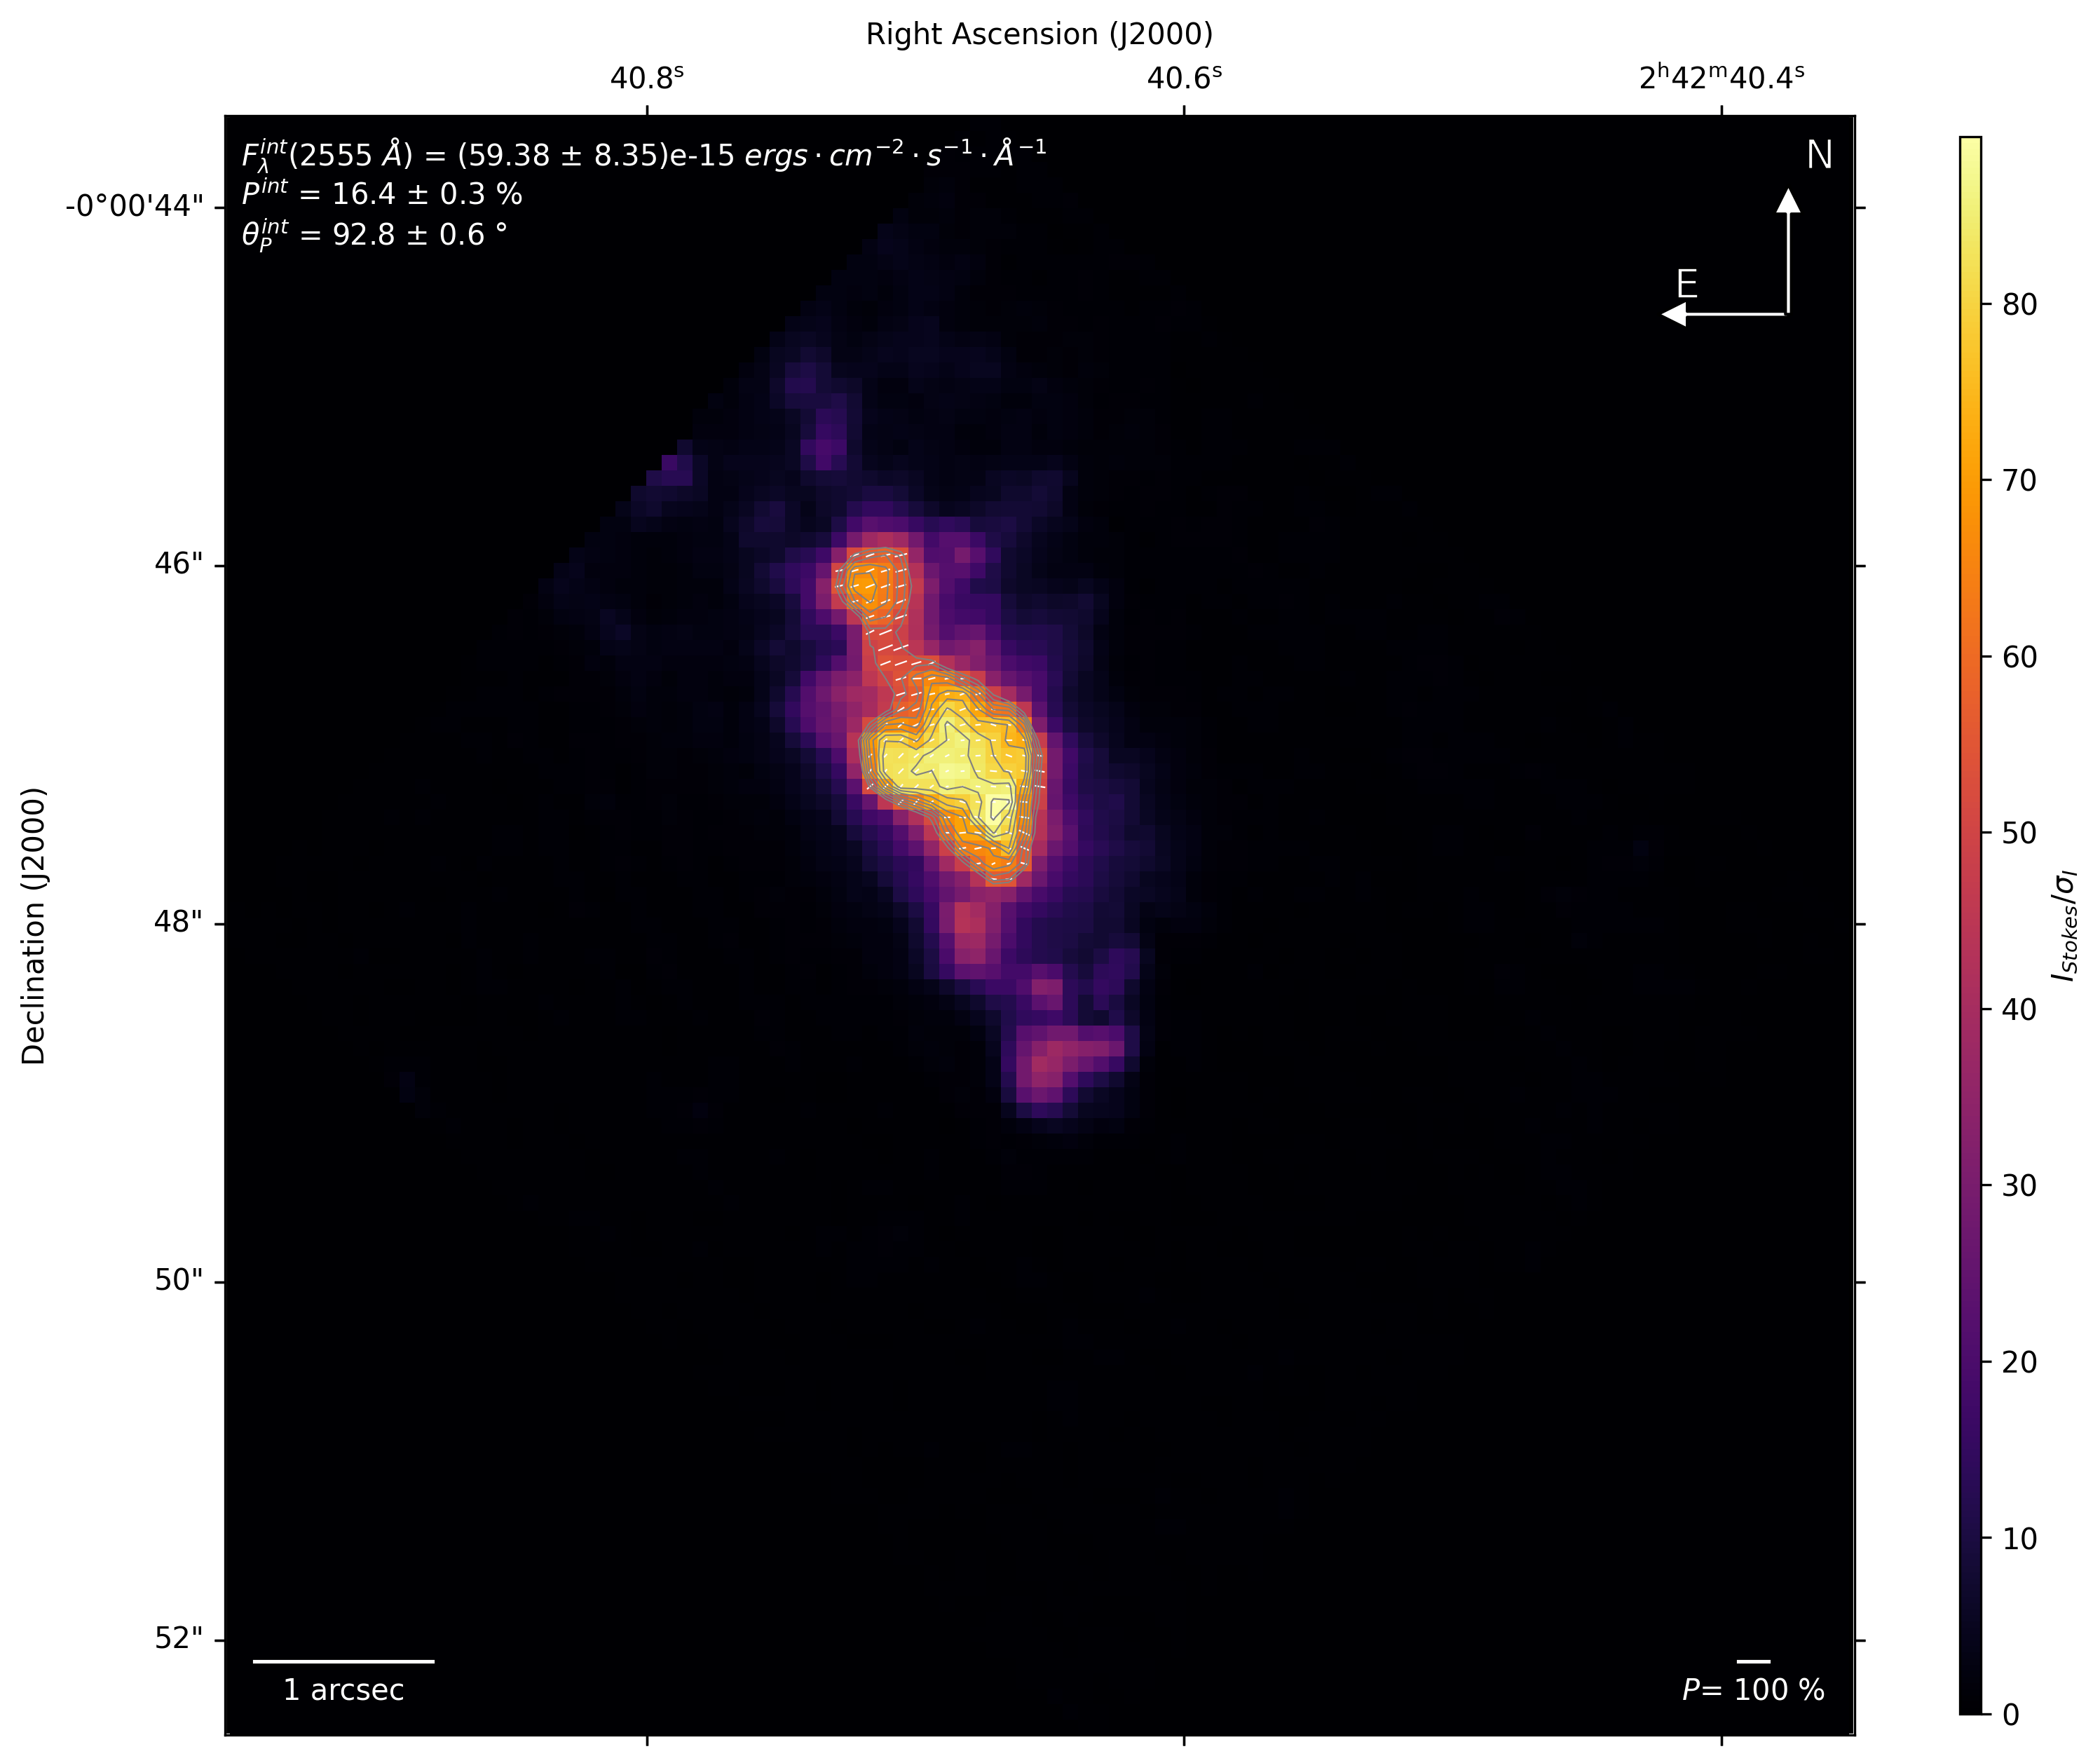 Right Ascension (J2000)
40.8ˢ 40.6ˢ 2ʰ42ᵐ40.4ˢ
F_λ^int(2555 Å) = (59.38 ± 8.35)e-15 ergs · cm⁻² · s⁻¹ · Å⁻¹
P^int = 16.4 ± 0.3 %
θ_P^int = 92.8 ± 0.6 °
N
E
-0°00'44"
46"
48"
50"
52"
Declination (J2000)
1 arcsec
P= 100 %
80
70
60
50
40
30
20
10
0
I_Stokes/σ_I